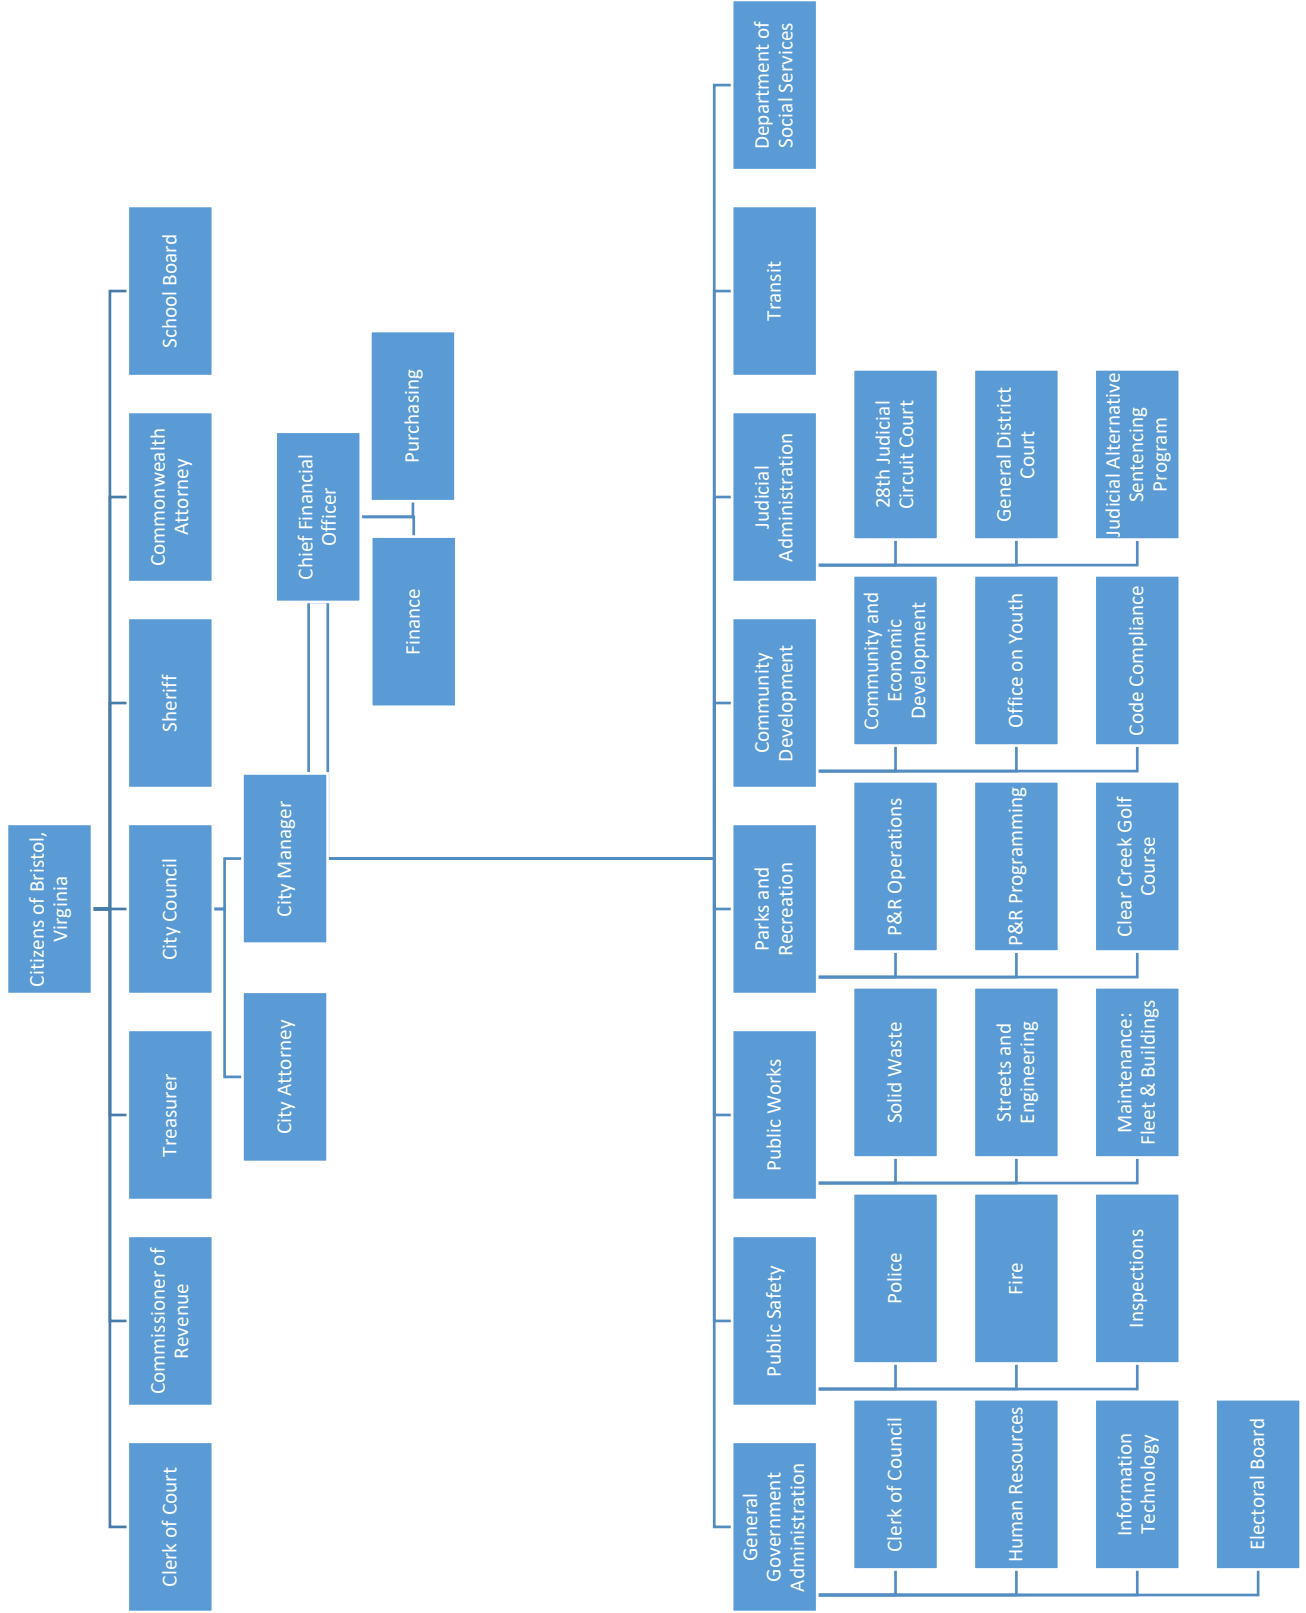 Citizens of Bristol,
Virginia
Clerk of Court
Commissioner of
Revenue
Treasurer
City Council
Sheriff
Commonwealth
Attorney
School Board
City Attorney
City Manager
Chief Financial
Officer
Finance
Purchasing
General
Government
Administration
Clerk of Council
Human Resources
Information
Technology
Electoral Board
Public Safety
Police
Fire
Inspections
Public Works
Solid Waste
Streets and
Engineering
Maintenance:
Fleet & Buildings
Parks and
Recreation
P&R Operations
P&R Programming
Clear Creek Golf
Course
Community
Development
Community and
Economic
Development
Office on Youth
Code Compliance
Judicial
Administration
28th Judicial
Circuit Court
General District
Court
Judicial Alternative
Sentencing
Program
Transit
Department of
Social Services